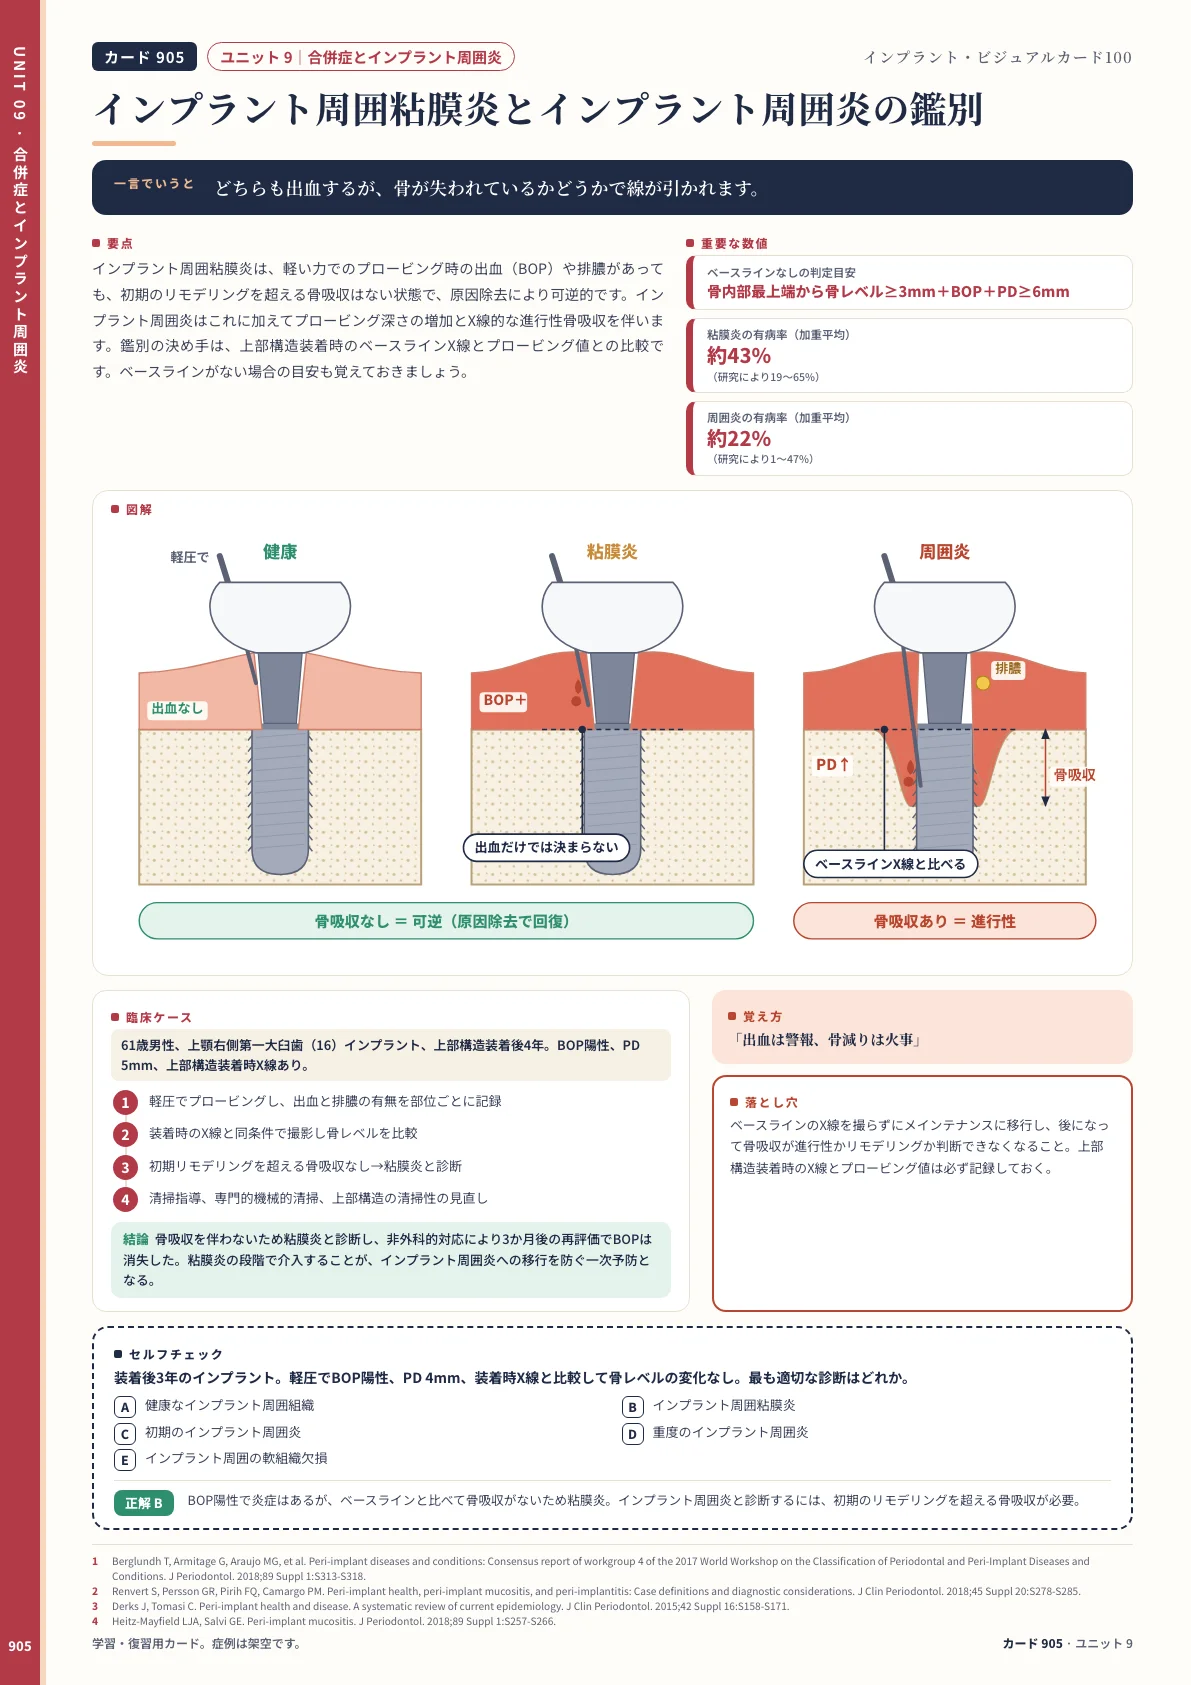 UNIT 09 · 合併症とインプラント周囲炎
カード 905
ユニット 9｜合併症とインプラント周囲炎
インプラント・ビジュアルカード100
インプラント周囲粘膜炎とインプラント周囲炎の鑑別
一言でいうと
どちらも出血するが、骨が失われているかどうかで線が引かれます。
要点
インプラント周囲粘膜炎は、軽い力でのプロービング時の出血（BOP）や排膿があって
も、初期のリモデリングを超える骨吸収はない状態で、原因除去により可逆的です。イン
プラント周囲炎はこれに加えてプロービング深さの増加とX線的な進行性骨吸収を伴いま
す。鑑別の決め手は、上部構造装着時のベースラインX線とプロービング値との比較で
す。ベースラインがない場合の目安も覚えておきましょう。
重要な数値
ベースラインなしの判定目安
骨内部最上端から骨レベル≥3mm＋BOP＋PD≥6mm
粘膜炎の有病率（加重平均）
約43%
（研究により19〜65%）
周囲炎の有病率（加重平均）
約22%
（研究により1〜47%）
図解
軽圧で
健康
粘膜炎
周囲炎
出血なし
BOP＋
排膿
PD↑
骨吸収
出血だけでは決まらない
ベースラインX線と比べる
骨吸収なし ＝ 可逆（原因除去で回復）
骨吸収あり ＝ 進行性
臨床ケース
61歳男性、上顎右側第一大臼歯（16）インプラント、上部構造装着後4年。BOP陽性、PD
5mm、上部構造装着時X線あり。
1 軽圧でプロービングし、出血と排膿の有無を部位ごとに記録
2 装着時のX線と同条件で撮影し骨レベルを比較
3 初期リモデリングを超える骨吸収なし→粘膜炎と診断
4 清掃指導、専門的機械的清掃、上部構造の清掃性の見直し
結論 骨吸収を伴わないため粘膜炎と診断し、非外科的対応により3か月後の再評価でBOPは
消失した。粘膜炎の段階で介入することが、インプラント周囲炎への移行を防ぐ一次予防と
なる。
覚え方
「出血は警報、骨減りは火事」
落とし穴
ベースラインのX線を撮らずにメインテナンスに移行し、後になっ
て骨吸収が進行性かリモデリングか判断できなくなること。上部
構造装着時のX線とプロービング値は必ず記録しておく。
セルフチェック
装着後3年のインプラント。軽圧でBOP陽性、PD 4mm、装着時X線と比較して骨レベルの変化なし。最も適切な診断はどれか。
A 健康なインプラント周囲組織
B インプラント周囲粘膜炎
C 初期のインプラント周囲炎
D 重度のインプラント周囲炎
E インプラント周囲の軟組織欠損
正解 B
BOP陽性で炎症はあるが、ベースラインと比べて骨吸収がないため粘膜炎。インプラント周囲炎と診断するには、初期のリモデリングを超える骨吸収が必要。
1 Berglundh T, Armitage G, Araujo MG, et al. Peri-implant diseases and conditions: Consensus report of workgroup 4 of the 2017 World Workshop on the Classification of Periodontal and Peri-Implant Diseases and
Conditions. J Periodontol. 2018;89 Suppl 1:S313-S318.
2 Renvert S, Persson GR, Pirih FQ, Camargo PM. Peri-implant health, peri-implant mucositis, and peri-implantitis: Case definitions and diagnostic considerations. J Clin Periodontol. 2018;45 Suppl 20:S278-S285.
3 Derks J, Tomasi C. Peri-implant health and disease. A systematic review of current epidemiology. J Clin Periodontol. 2015;42 Suppl 16:S158-S171.
4 Heitz-Mayfield LJA, Salvi GE. Peri-implant mucositis. J Periodontol. 2018;89 Suppl 1:S257-S266.
905
学習・復習用カード。症例は架空です。
カード 905 · ユニット 9